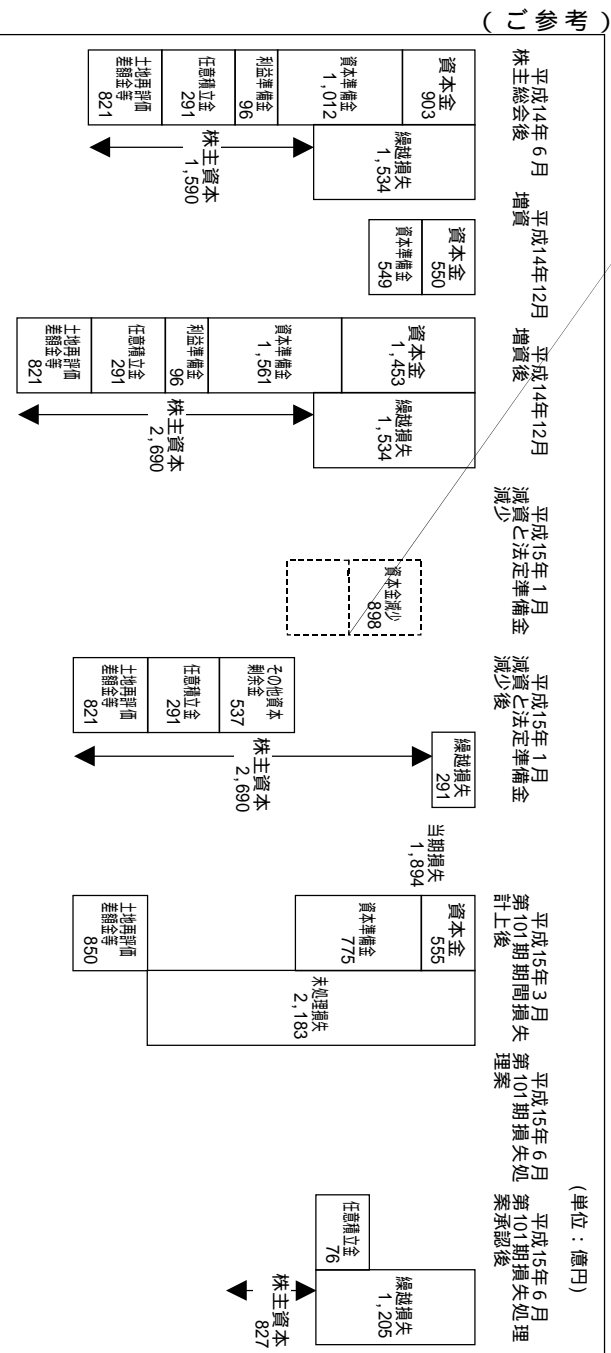 (ご参考)
(単位：億円)
平成14年６月
株主総会後
資本金
903
資本準備金
1,012
利益準備金
96
任意積立金
291
土地再評価
差額金等
821
繰越損失
1,534
株主資本
1,590
平成14年12月
増資
資本金
550
資本準備金
549
平成14年12月
増資後
資本金
1,453
資本準備金
1,561
利益準備金
96
任意積立金
291
土地再評価
差額金等
821
繰越損失
1,534
株主資本
2,690
平成15年１月
減資と法定準備金
減少
資本金減少
898
平成15年１月
減資と法定準備金
減少後
その他資本
剰余金
537
任意積立金
291
土地再評価
差額金等
821
繰越損失
291
株主資本
2,690
当期損失
1,894
平成15年３月
第101期期間損失
計上後
資本金
555
資本準備金
775
土地再評価
差額金等
850
未処理損失
2,183
平成15年６月
第101期損失処
理案
平成15年６月
第101期損失処理
案承認後
任意積立金
76
繰越損失
1,205
株主資本
827